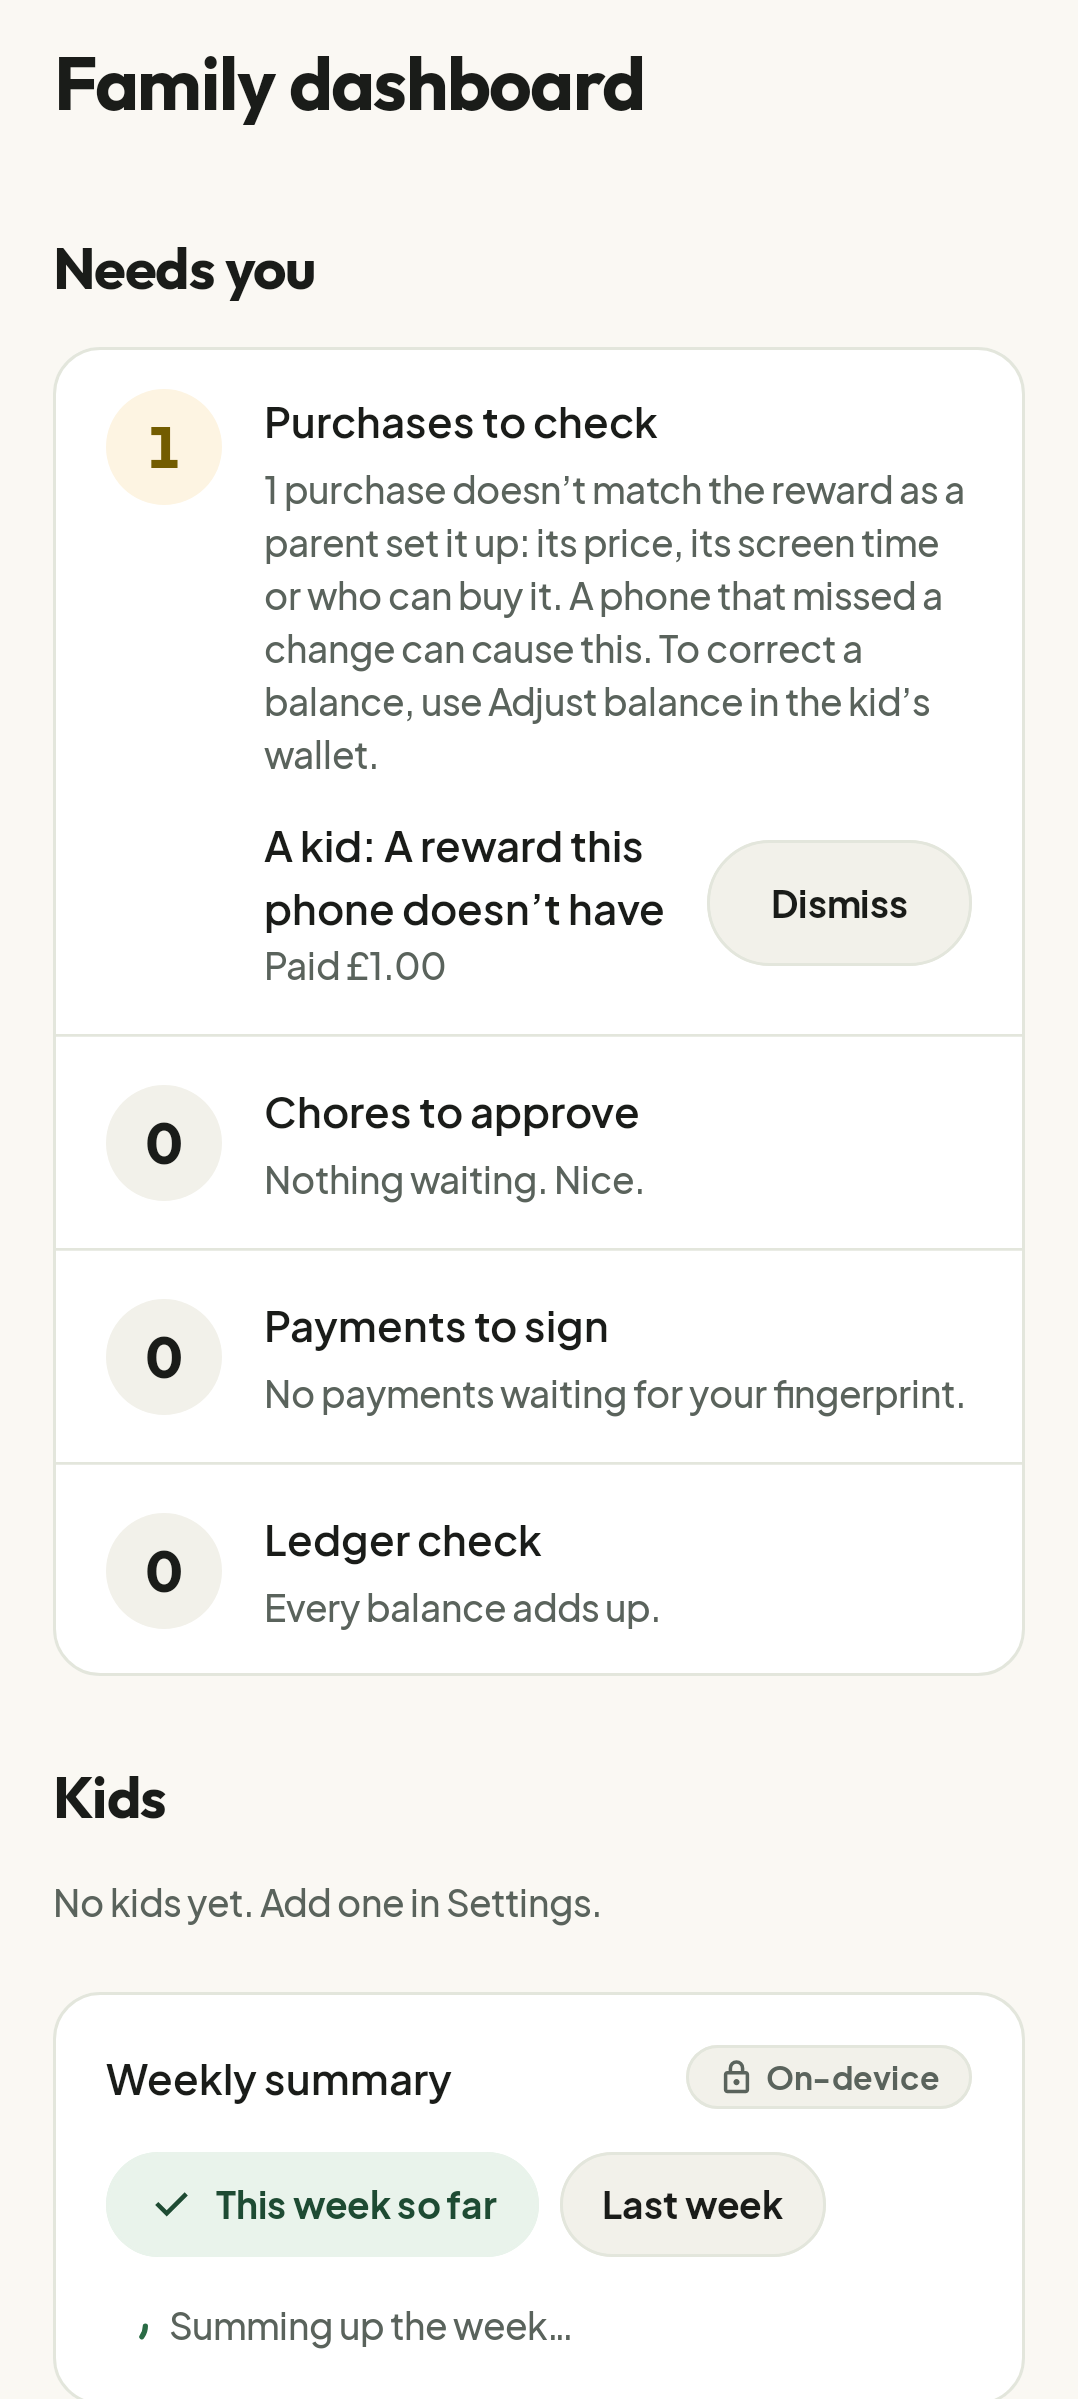 Family dashboard
Needs you
1
Purchases to check
1 purchase doesn’t match the reward as a
parent set it up: its price, its screen time
or who can buy it. A phone that missed a
change can cause this. To correct a
balance, use Adjust balance in the kid’s
wallet.
A kid: A reward this
phone doesn’t have
Paid £1.00
Dismiss
0
Chores to approve
Nothing waiting. Nice.
0
Payments to sign
No payments waiting for your fingerprint.
0
Ledger check
Every balance adds up.
Kids
No kids yet. Add one in Settings.
Weekly summary
On-device
This week so far
Last week
Summing up the week…